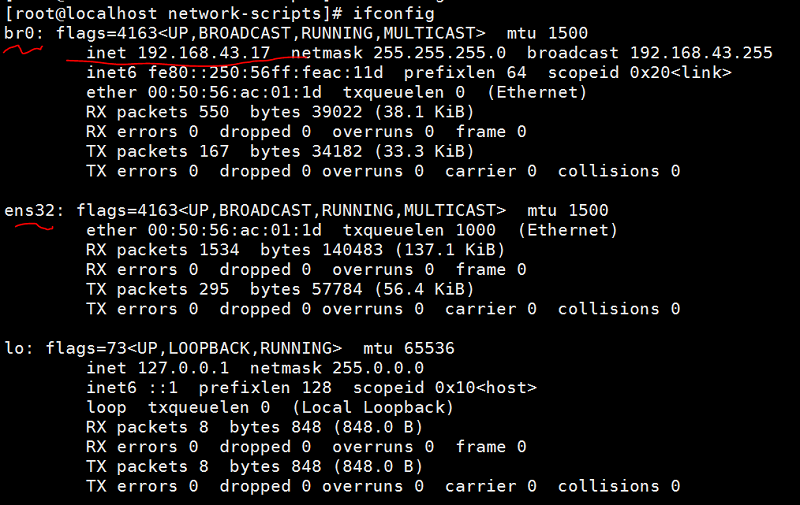 [root@localhost network-scripts]# ifconfig
br0: flags=4163<UP,BROADCAST,RUNNING,MULTICAST>  mtu 1500
        inet 192.168.43.17  netmask 255.255.255.0  broadcast 192.168.43.255
        inet6 fe80::250:56ff:feac:11d  prefixlen 64  scopeid 0x20<link>
        ether 00:50:56:ac:01:1d  txqueuelen 0  (Ethernet)
        RX packets 550  bytes 39022 (38.1 KiB)
        RX errors 0  dropped 0  overruns 0  frame 0
        TX packets 167  bytes 34182 (33.3 KiB)
        TX errors 0  dropped 0 overruns 0  carrier 0  collisions 0

ens32: flags=4163<UP,BROADCAST,RUNNING,MULTICAST>  mtu 1500
        ether 00:50:56:ac:01:1d  txqueuelen 1000  (Ethernet)
        RX packets 1534  bytes 140483 (137.1 KiB)
        RX errors 0  dropped 0  overruns 0  frame 0
        TX packets 295  bytes 57784 (56.4 KiB)
        TX errors 0  dropped 0 overruns 0  carrier 0  collisions 0

lo: flags=73<UP,LOOPBACK,RUNNING>  mtu 65536
        inet 127.0.0.1  netmask 255.0.0.0
        inet6 ::1  prefixlen 128  scopeid 0x10<host>
        loop  txqueuelen 0  (Local Loopback)
        RX packets 8  bytes 848 (848.0 B)
        RX errors 0  dropped 0  overruns 0  frame 0
        TX packets 8  bytes 848 (848.0 B)
        TX errors 0  dropped 0 overruns 0  carrier 0  collisions 0